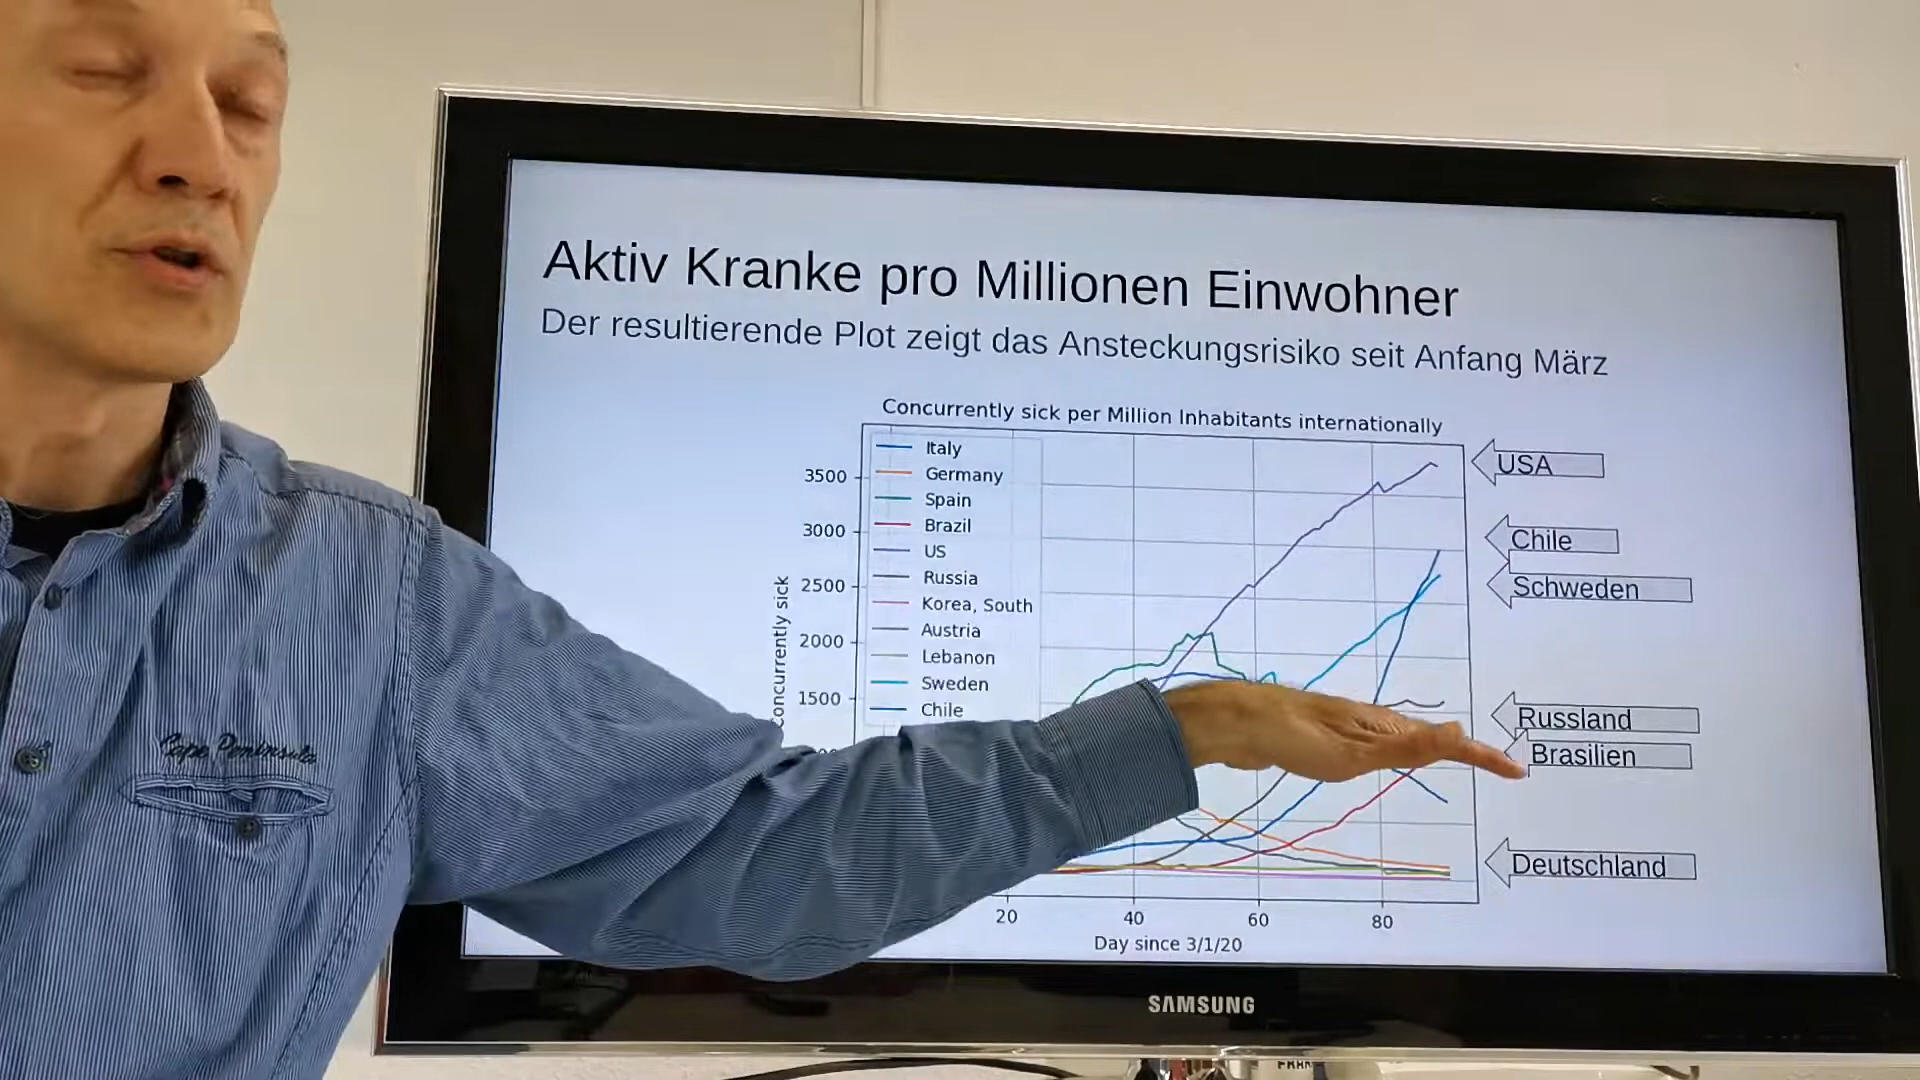 Aktiv Kranke pro Millionen Einwohner
Der resultierende Plot zeigt das Ansteckungsrisiko seit Anfang März
Concurrently sick per Million Inhabitants internationally
Italy
Germany
Spain
Brazil
US
Russia
Korea, South
Austria
Lebanon
Sweden
Chile
3500
3000
2500
2000
1500
Concurrently sick
20
40
60
80
Day since 3/1/20
USA
Chile
Schweden
Russland
Brasilien
Deutschland
Cape Peninsula
SAMSUNG